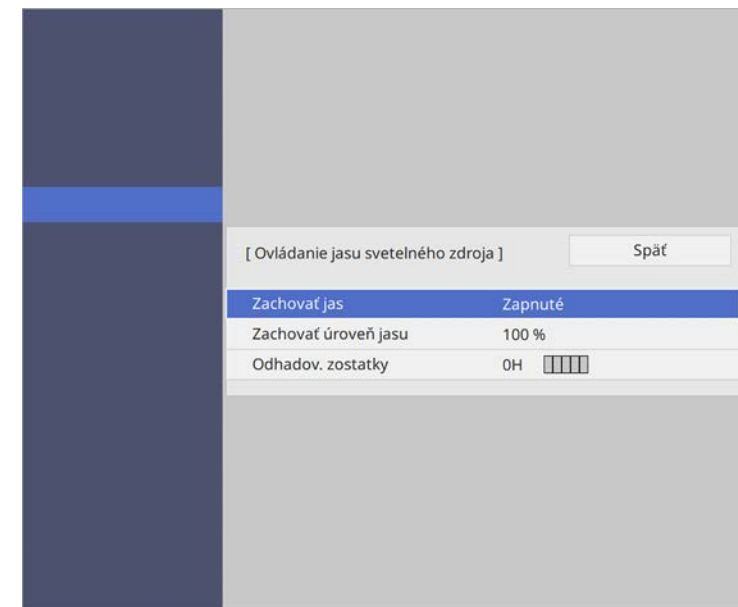 [ Ovládanie jasu svetelného zdroja ] Späť
Zachovať jas Zapnuté
Zachovať úroveň jasu 100 %
Odhadov. zostatky 0H